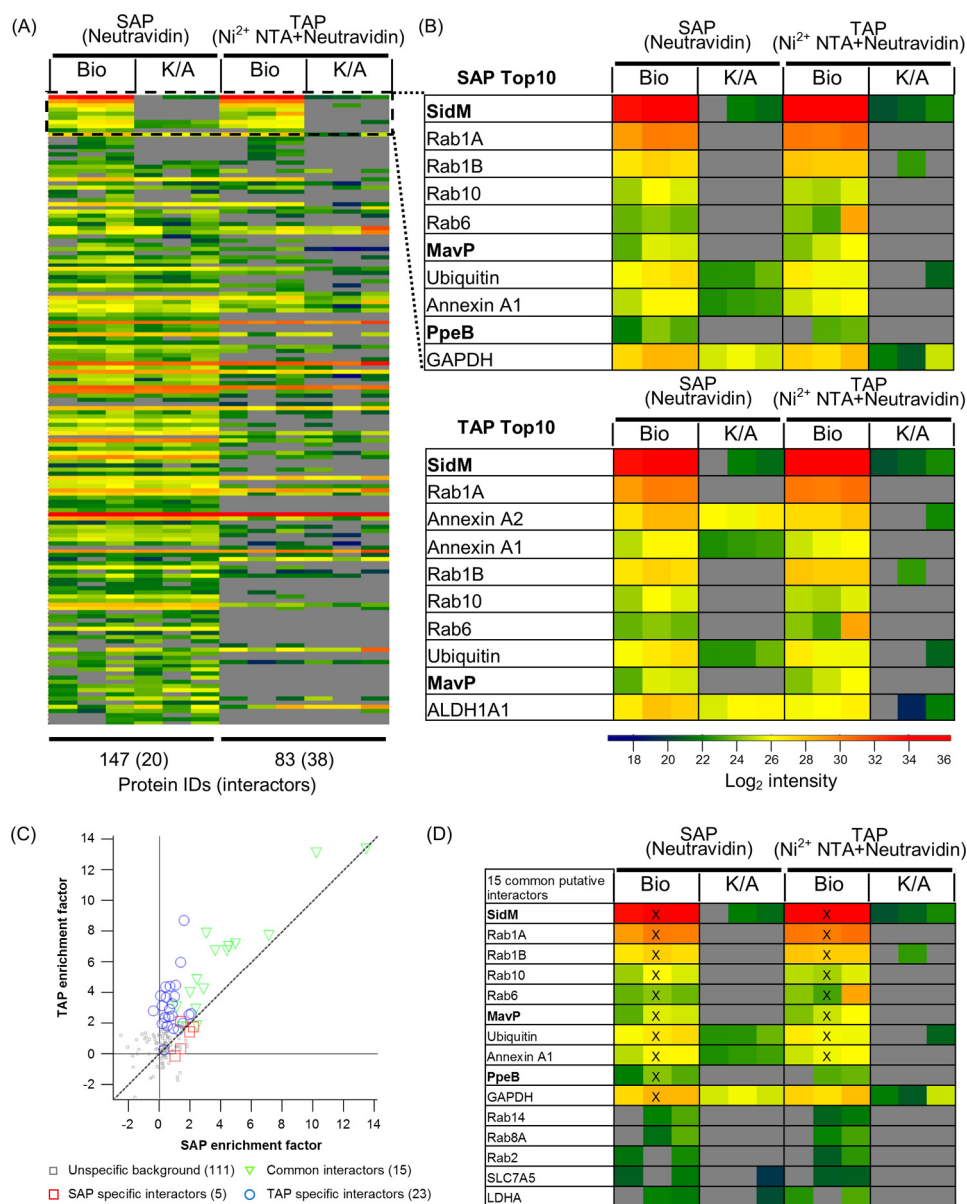 (A)
SAP
(Neutravidin)
TAP
(Ni²⁺ NTA+Neutravidin)
Bio K/A Bio K/A
147 (20) 83 (38)
Protein IDs (interactors)
(B)
SAP
(Neutravidin)
TAP
(Ni²⁺ NTA+Neutravidin)
SAP Top10 Bio K/A Bio K/A
SidM
Rab1A
Rab1B
Rab10
Rab6
MavP
Ubiquitin
Annexin A1
PpeB
GAPDH
SAP
(Neutravidin)
TAP
(Ni²⁺ NTA+Neutravidin)
TAP Top10 Bio K/A Bio K/A
SidM
Rab1A
Annexin A2
Annexin A1
Rab1B
Rab10
Rab6
Ubiquitin
MavP
ALDH1A1
18 20 22 24 26 28 30 32 34 36
Log₂ intensity
(C)
14
12
10
8
6
4
2
0
-2
TAP enrichment factor
-2 0 2 4 6 8 10 12 14
SAP enrichment factor
Unspecific background (111) Common interactors (15)
SAP specific interactors (5) TAP specific interactors (23)
(D)
SAP
(Neutravidin)
TAP
(Ni²⁺ NTA+Neutravidin)
15 common putative
interactors
Bio K/A Bio K/A
SidM X X
Rab1A X X
Rab1B X X
Rab10 X X
Rab6 X X
MavP X X
Ubiquitin X X
Annexin A1 X X
PpeB X
GAPDH X
Rab14
Rab8A
Rab2
SLC7A5
LDHA